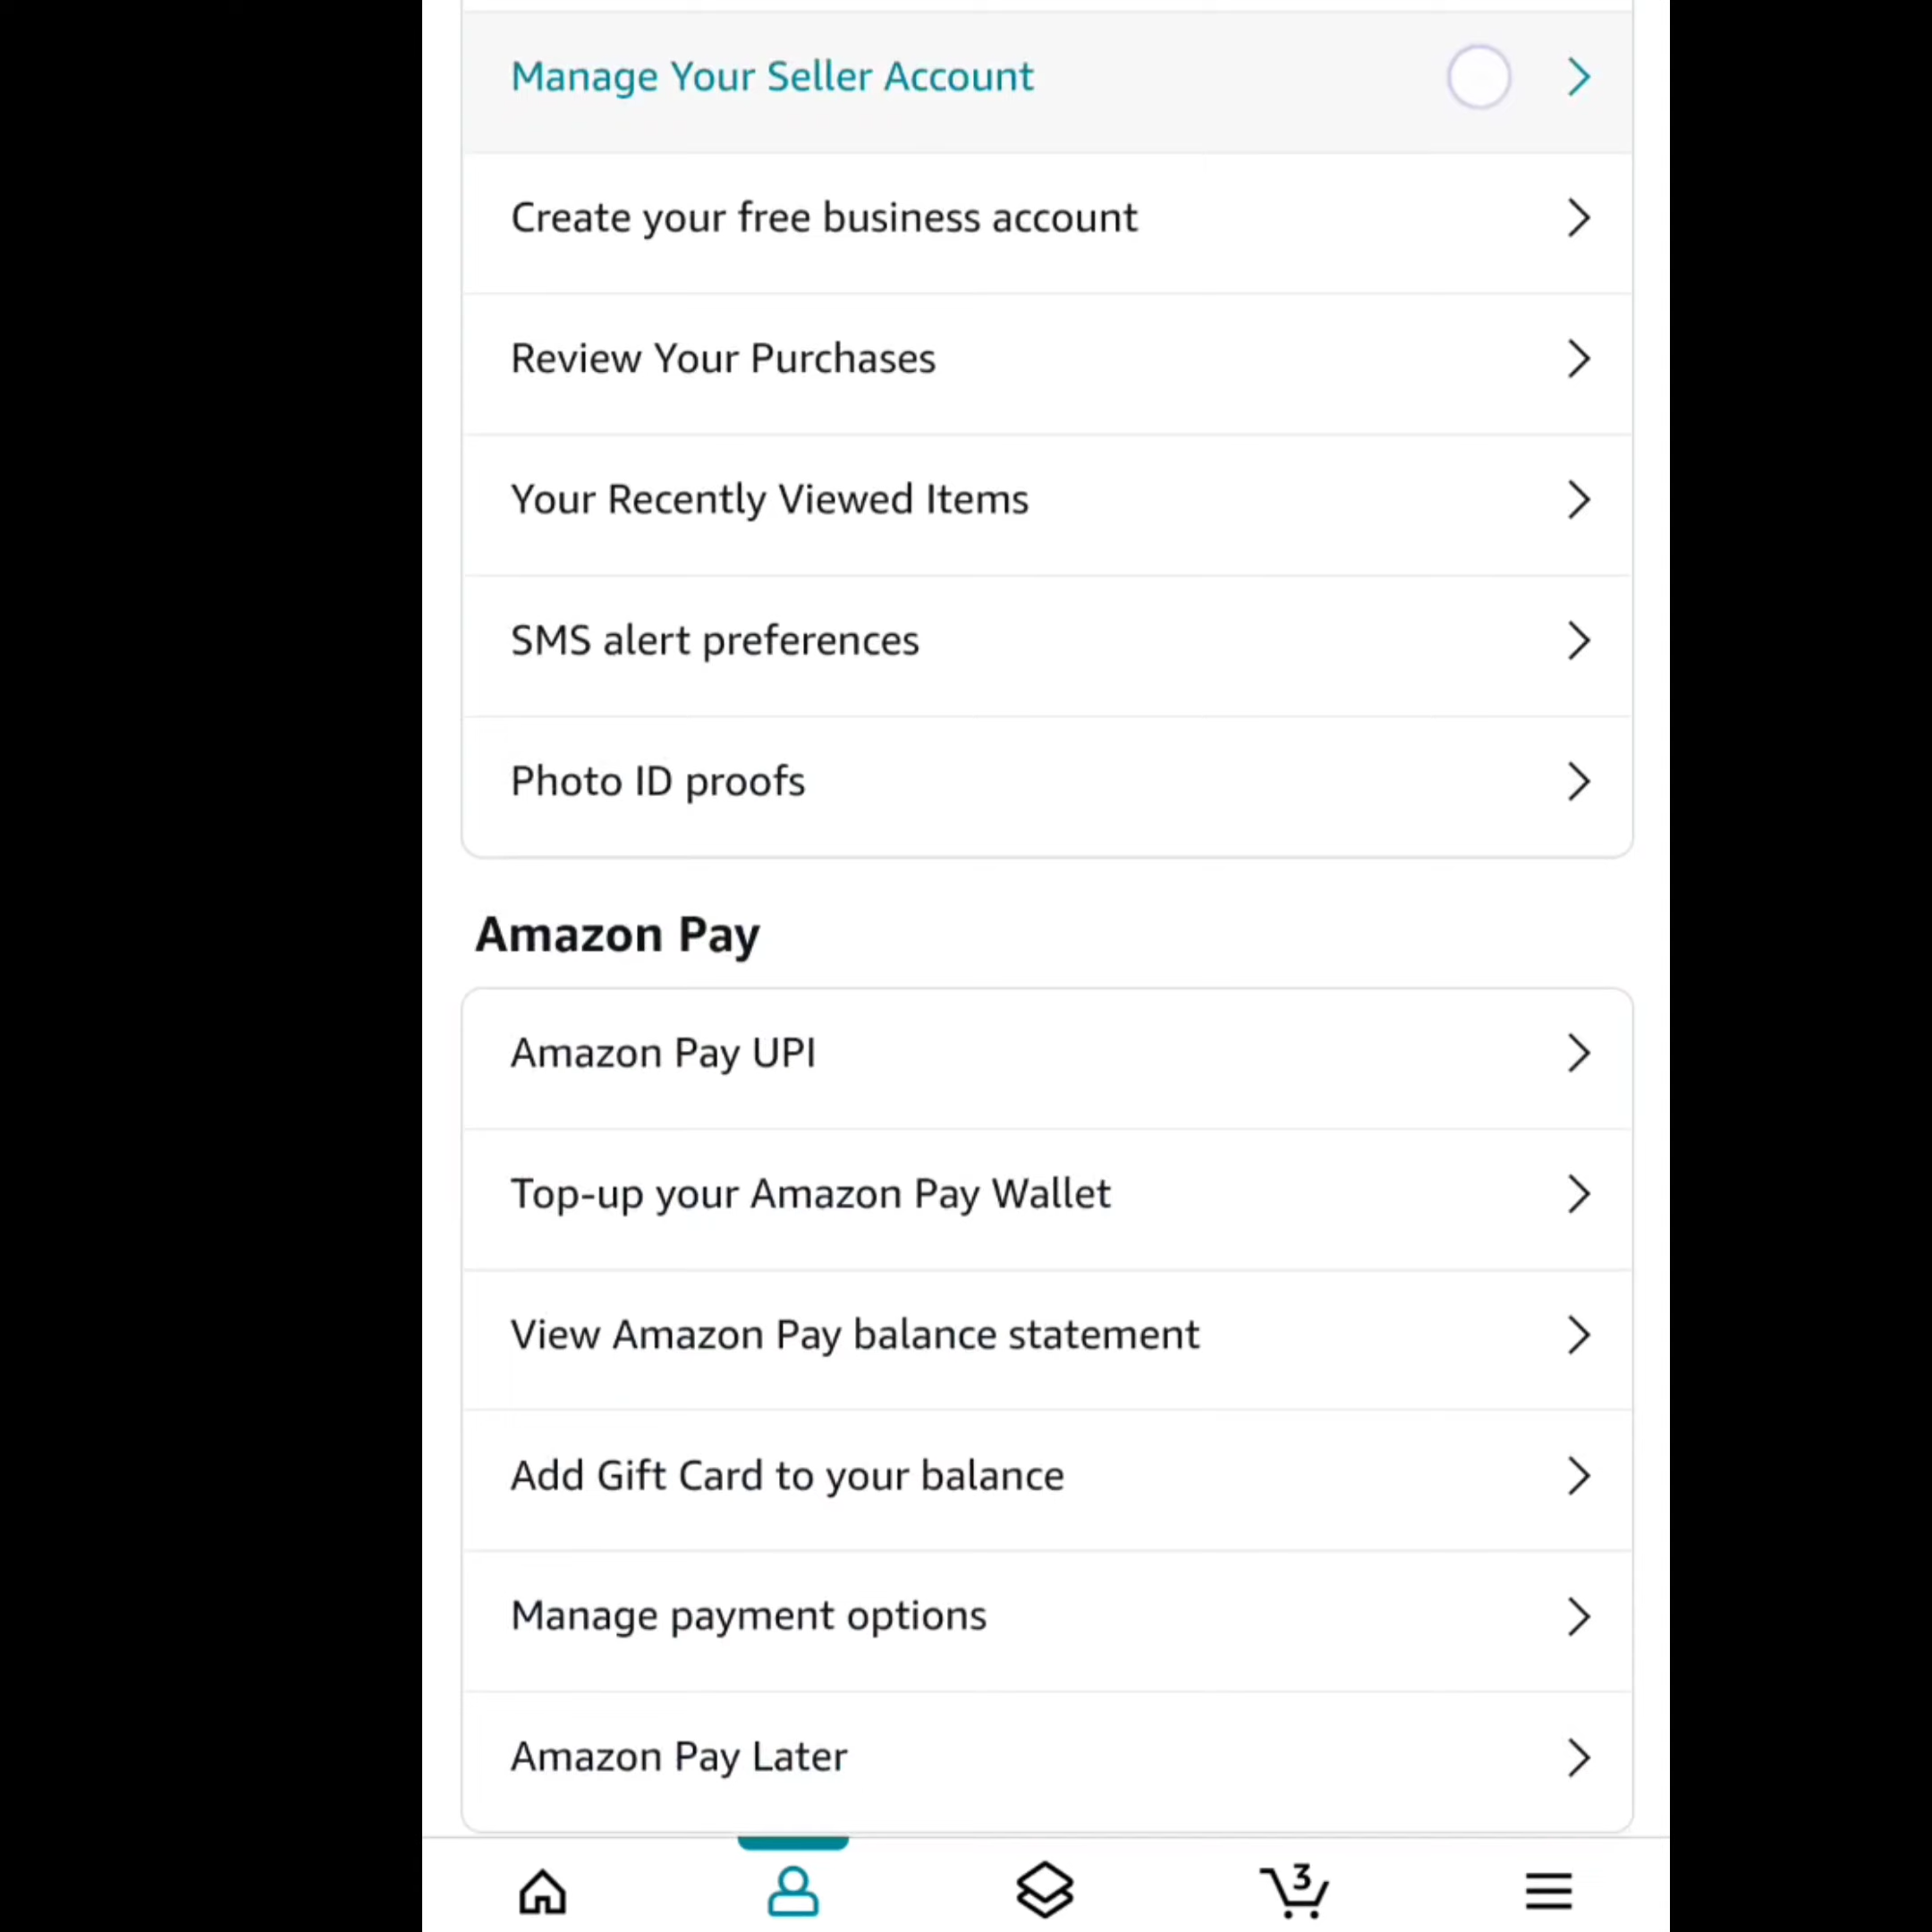 Manage Your Seller Account
Create your free business account
Review Your Purchases
Your Recently Viewed Items
SMS alert preferences
Photo ID proofs
Amazon Pay
Amazon Pay UPI
Top-up your Amazon Pay Wallet
View Amazon Pay balance statement
Add Gift Card to your balance
Manage payment options
Amazon Pay Later
3